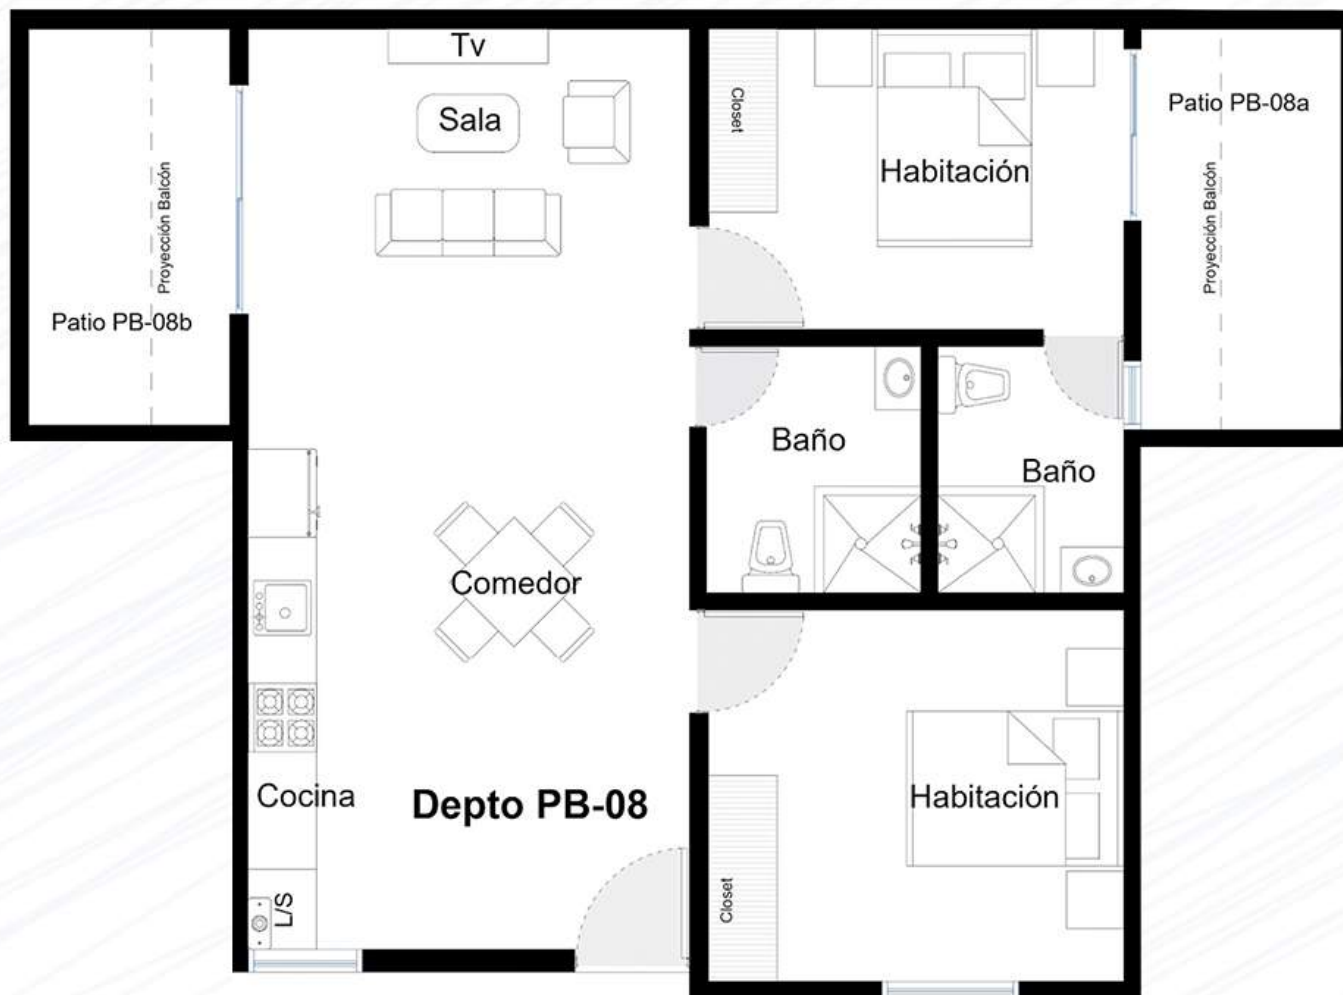 Tv
Sala
Closet
Habitación
Patio PB-08a
Proyección Balcón
Proyección Balcón
Patio PB-08b
Baño
Baño
Comedor
Cocina
Depto PB-08
Habitación
L/S
Closet